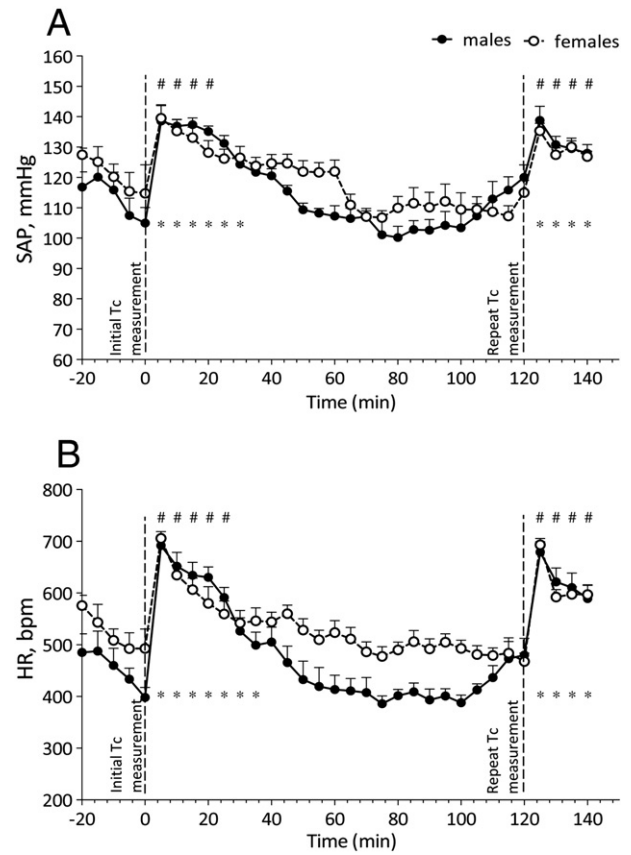 A
males females
160
150
140
130
120
110
100
90
80
70
60
SAP, mmHg
# # # # # # # #
* * * * * * * * * * *
Initial Tc
measurement
Repeat Tc
measurement
-20 0 20 40 60 80 100 120 140
Time (min)
B
800
700
600
500
400
300
200
HR, bpm
# # # # # # # # #
* * * * * * * * * * *
Initial Tc
measurement
Repeat Tc
measurement
-20 0 20 40 60 80 100 120 140
Time (min)